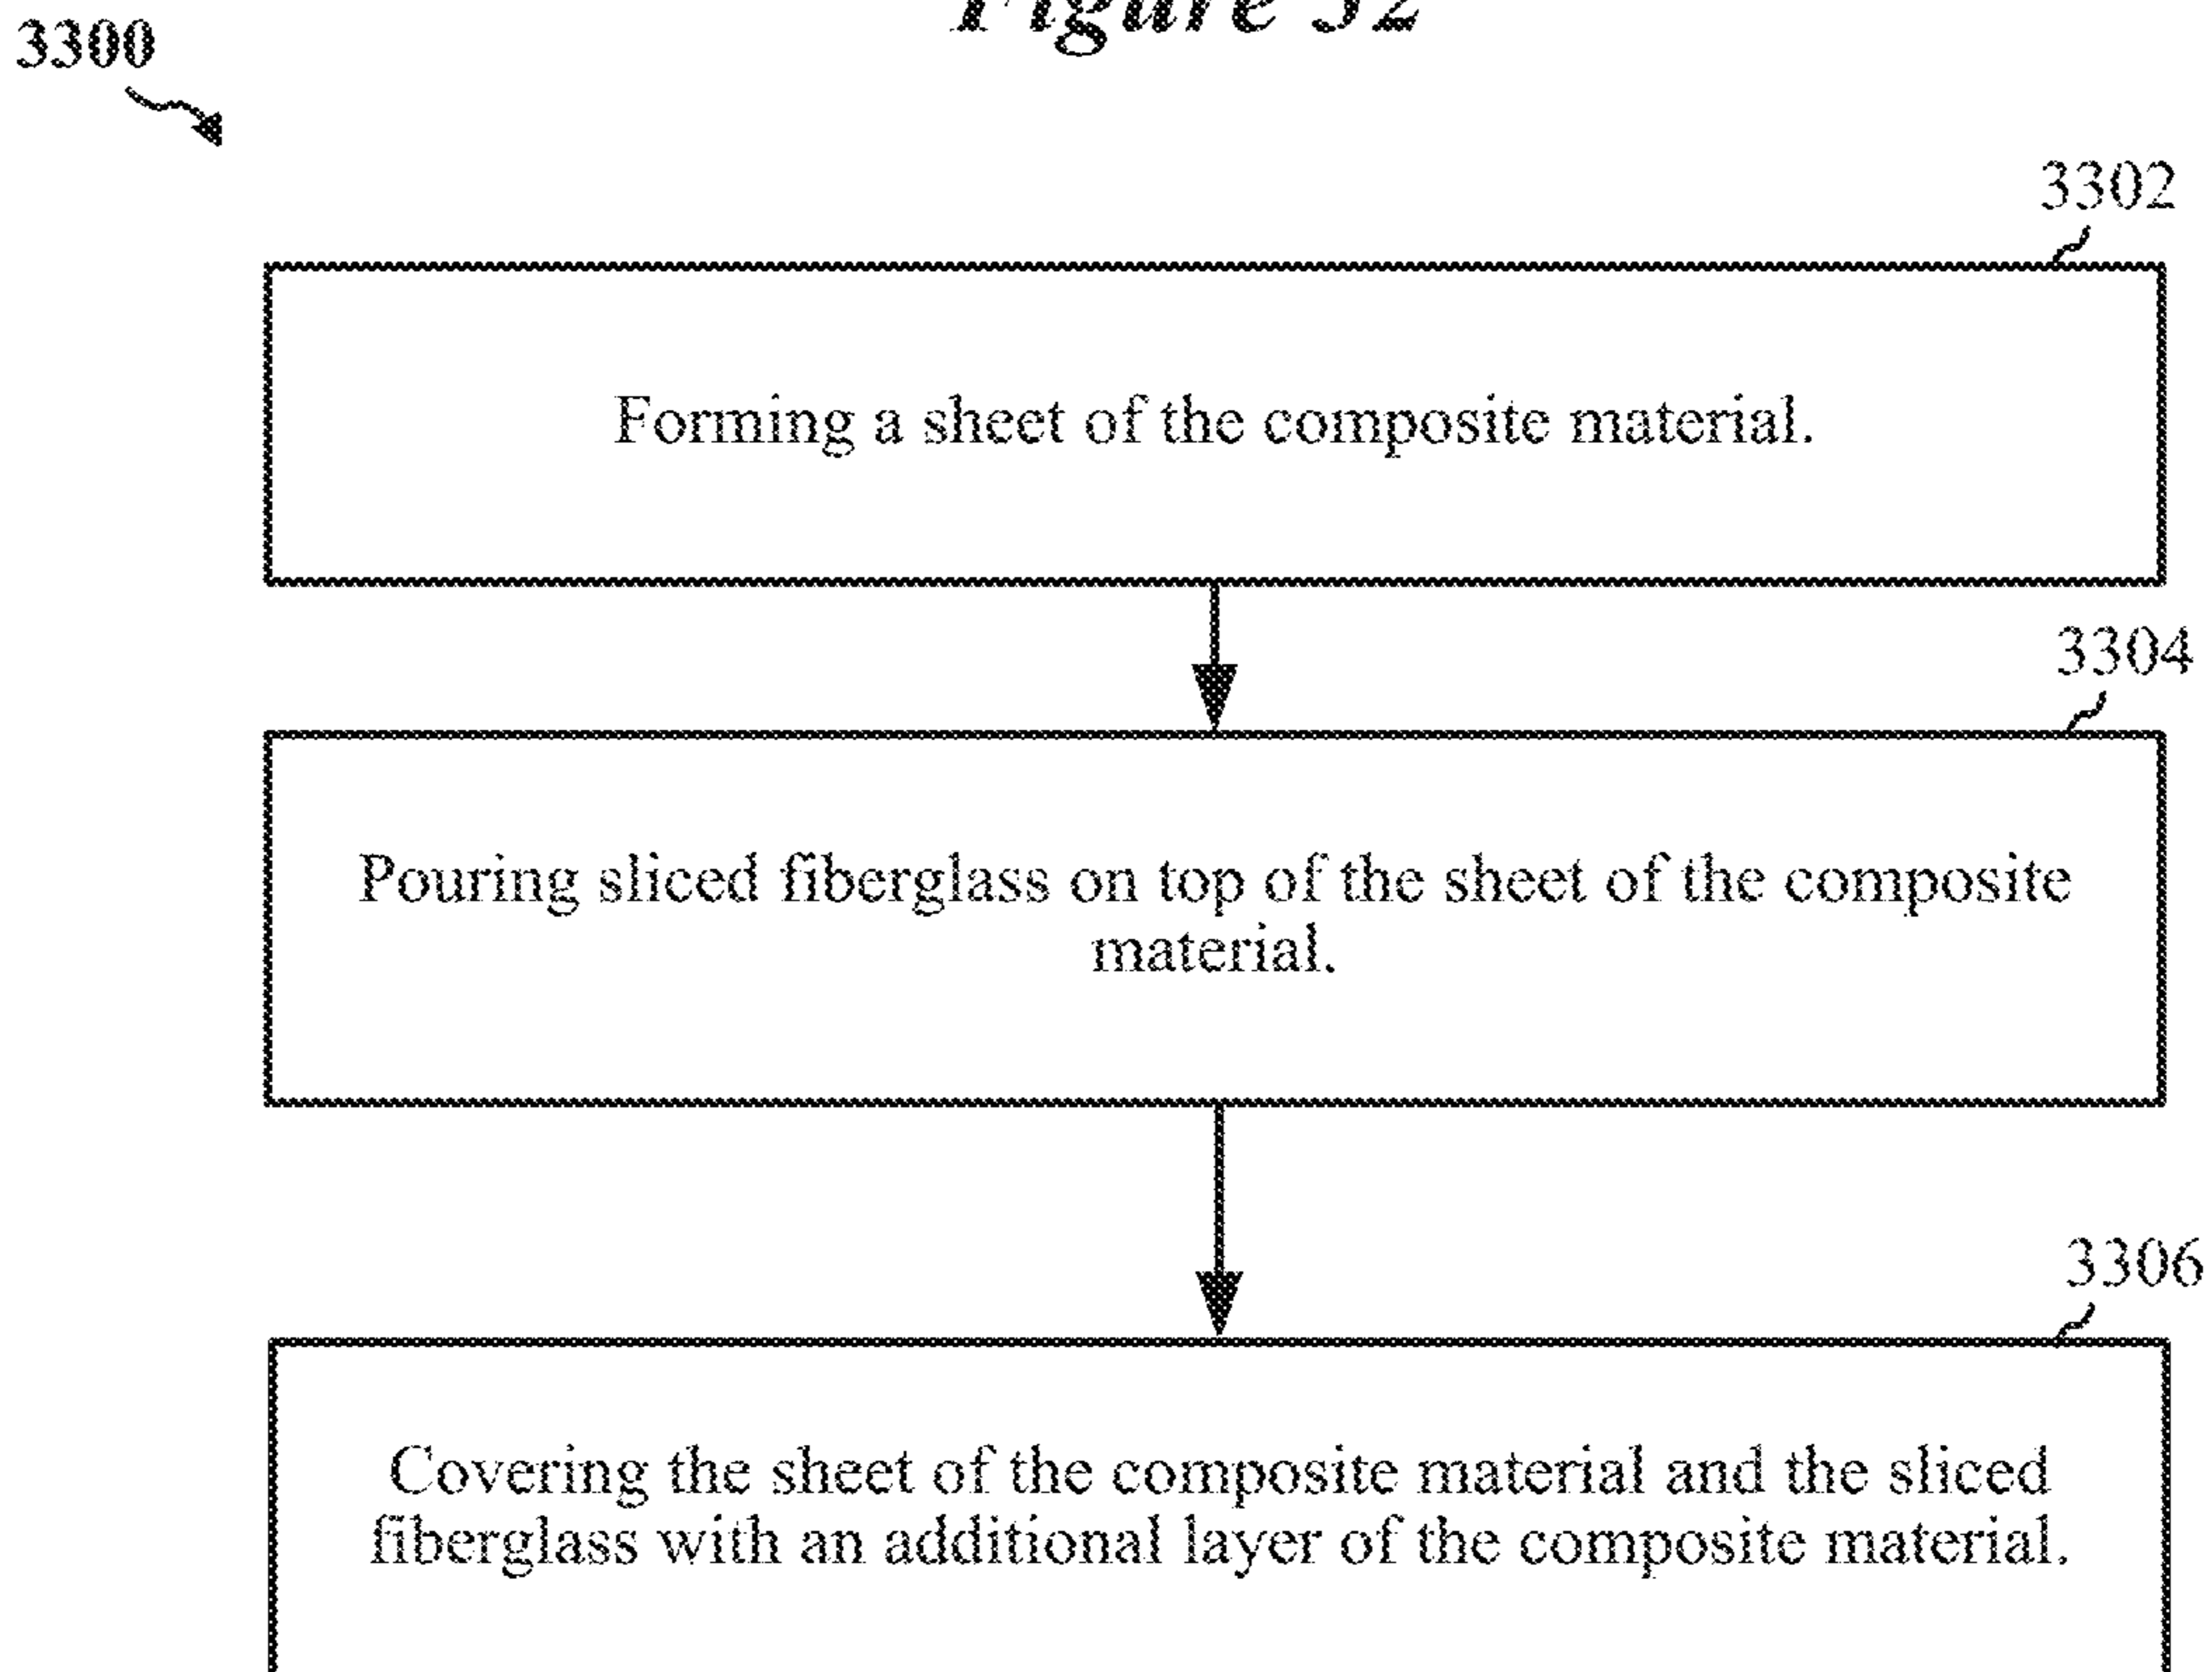 Figure 32
3300
3302
Forming a sheet of the composite material.
3304
Pouring sliced fiberglass on top of the sheet of the composite
material.
3306
Covering the sheet of the composite material and the sliced
fiberglass with an additional layer of the composite material.